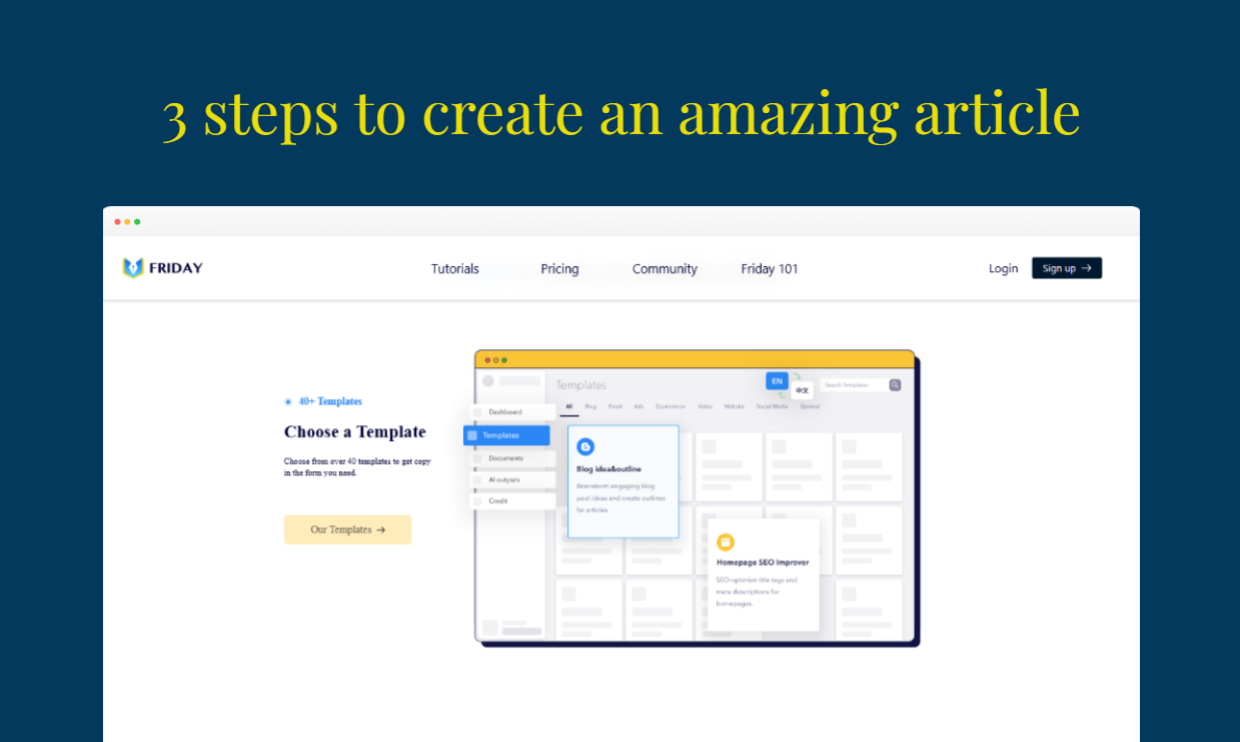 3 steps to create an amazing article
FRIDAY
Tutorials
Pricing
Community
Friday 101
Login
Sign up →
40+ Templates
Choose a Template
Choose from over 40 templates to get copy
in the form you need.
Our Templates →
Templates
EN
中文
Search Templates
All
Blog
Email
Ads
Ecommerce
Video
Website
Social Media
General
Dashboard
Templates
Documents
AI outputs
Credit
Blog idea&outline
Brainstorm engaging blog
post ideas and create outlines
for articles.
Homepage SEO Improver
SEO-optimize title tags and
meta descriptions for
homepages.